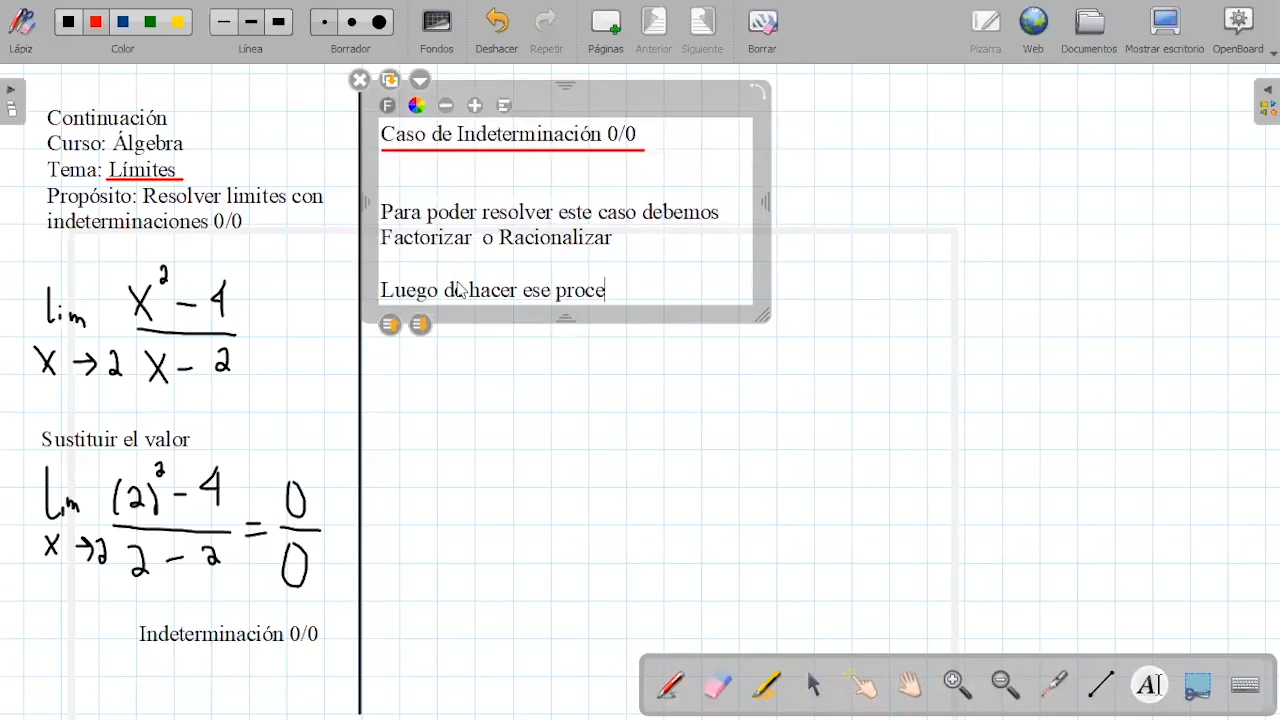 Lápiz
Color
Línea
Borrador
Fondos
Deshacer
Repetir
Páginas
Anterior
Siguiente
Borrar
Pizarra
Web
Documentos
Mostrar escritorio
OpenBoard
Continuación
Curso: Álgebra
Tema: Límites
Propósito: Resolver limites con
indeterminaciones 0/0
lim x² - 4
x → 2 x - 2
Sustituir el valor
Lim (2)² - 4 = 0
x → 2 2 - 2 0
Indeterminación 0/0
F
Caso de Indeterminación 0/0
Para poder resolver este caso debemos
Factorizar o Racionalizar
Luego de hacer ese proce
A